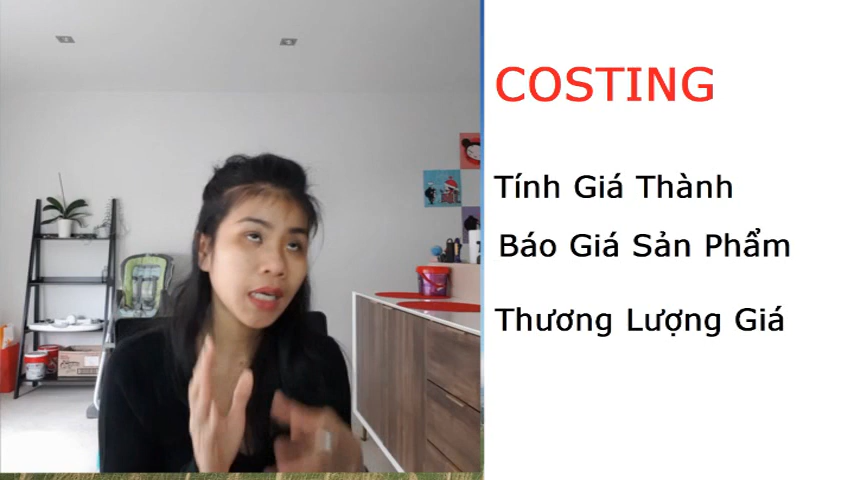 COSTING
Tính Giá Thành
Báo Giá Sản Phẩm
Thương Lượng Giá